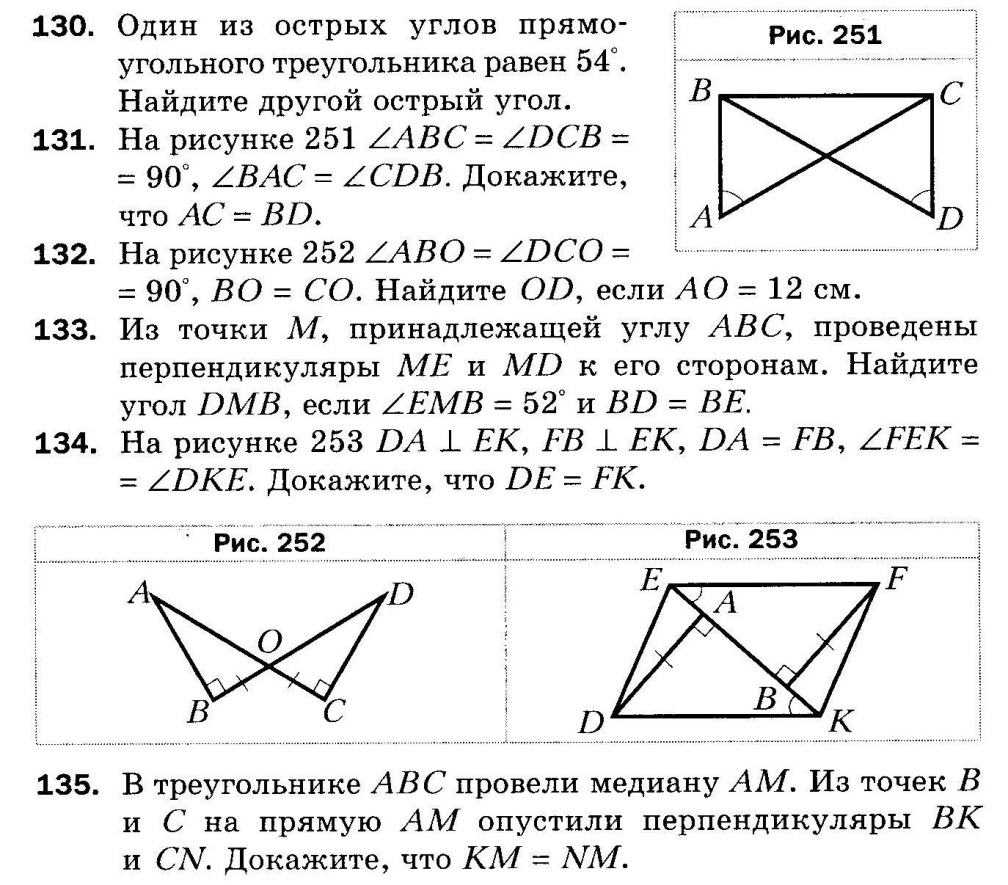 130. Один из острых углов прямо-
угольного треугольника равен 54°.
Найдите другой острый угол.
131. На рисунке 251 ∠ABC = ∠DCB =
= 90°, ∠BAC = ∠CDB. Докажите,
что AC = BD.
Рис. 251
B
C
A
D
132. На рисунке 252 ∠ABO = ∠DCO =
= 90°, BO = CO. Найдите OD, если AO = 12 см.
133. Из точки M, принадлежащей углу ABC, проведены
перпендикуляры ME и MD к его сторонам. Найдите
угол DMB, если ∠EMB = 52° и BD = BE.
134. На рисунке 253 DA ⊥ EK, FB ⊥ EK, DA = FB, ∠FEK =
= ∠DKE. Докажите, что DE = FK.
Рис. 252
A
D
O
B
C
Рис. 253
E
F
A
B
D
K
135. В треугольнике ABC провели медиану AM. Из точек B
и C на прямую AM опустили перпендикуляры BK
и CN. Докажите, что KM = NM.